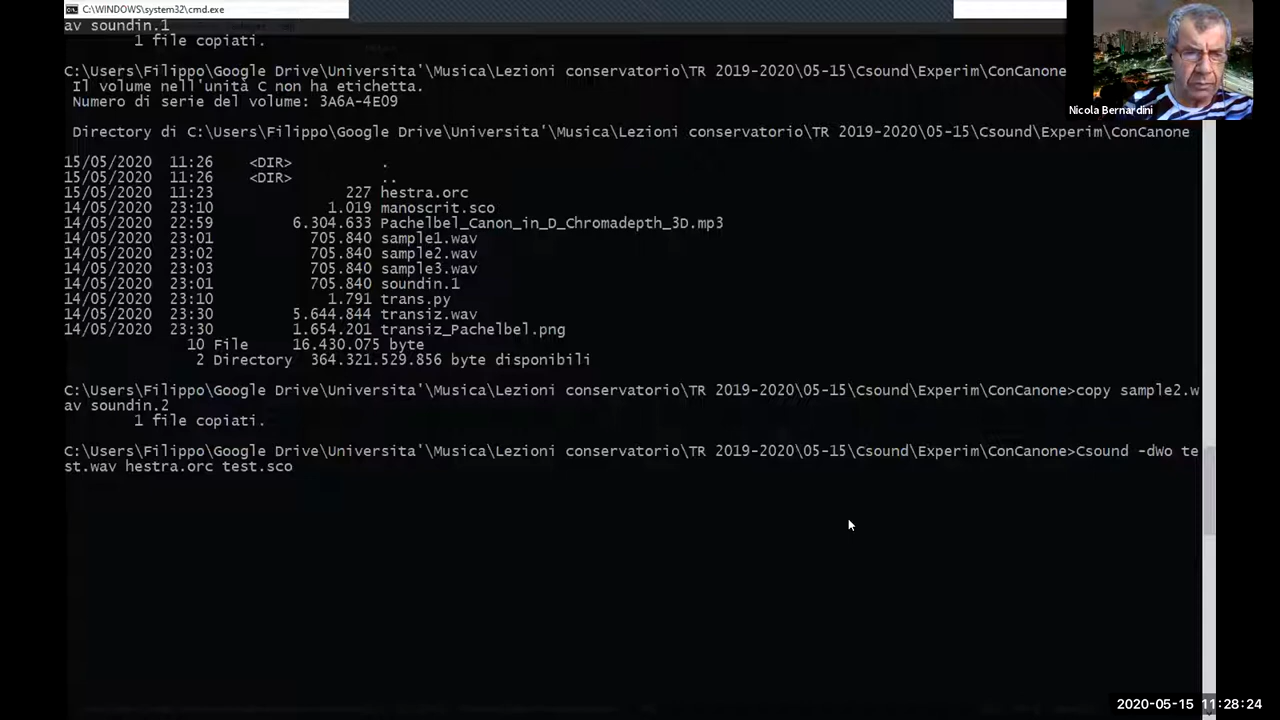 C:\WINDOWS\system32\cmd.exe
av soundin.1
1 file copiati.
C:\Users\Filippo\Google Drive\Universita'\Musica\Lezioni conservatorio\TR 2019-2020\05-15\Csound\Experim\ConCanone
Il volume nell'unità C non ha etichetta.
Numero di serie del volume: 3A6A-4E09
Directory di C:\Users\Filippo\Google Drive\Universita'\Musica\Lezioni conservatorio\TR 2019-2020\05-15\Csound\Experim\ConCanone
15/05/2020 11:26 <DIR> .
15/05/2020 11:26 <DIR> ..
15/05/2020 11:23 227 hestra.orc
14/05/2020 23:10 1.019 manoscrit.sco
14/05/2020 22:59 6.304.633 Pachelbel_Canon_in_D_Chromadepth_3D.mp3
14/05/2020 23:01 705.840 sample1.wav
14/05/2020 23:02 705.840 sample2.wav
14/05/2020 23:03 705.840 sample3.wav
14/05/2020 23:01 705.840 soundin.1
14/05/2020 23:10 1.791 trans.py
14/05/2020 23:30 5.644.844 transiz.wav
14/05/2020 23:30 1.654.201 transiz_Pachelbel.png
10 File 16.430.075 byte
2 Directory 364.321.529.856 byte disponibili
C:\Users\Filippo\Google Drive\Universita'\Musica\Lezioni conservatorio\TR 2019-2020\05-15\Csound\Experim\ConCanone>copy sample2.w
av soundin.2
1 file copiati.
C:\Users\Filippo\Google Drive\Universita'\Musica\Lezioni conservatorio\TR 2019-2020\05-15\Csound\Experim\ConCanone>Csound -dWo te
st.wav hestra.orc test.sco
Nicola Bernardini
2020-05-15 11:28:24